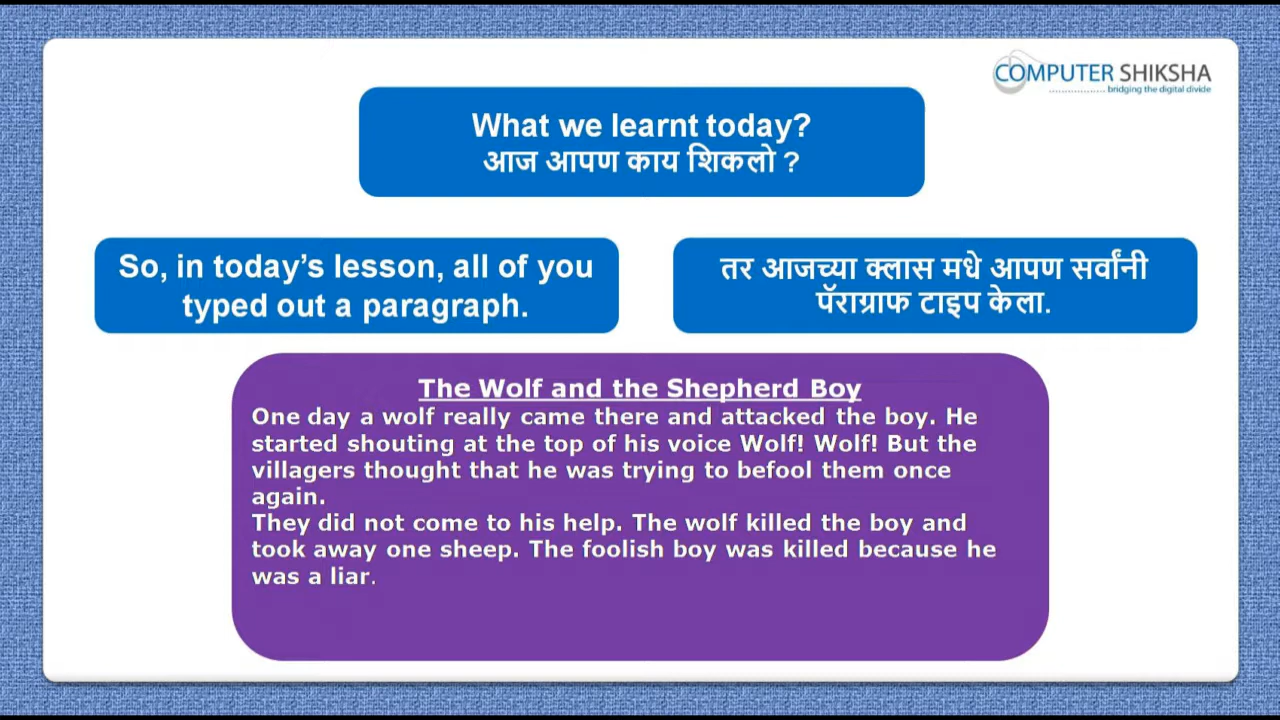 COMPUTER SHIKSHA
bridging the digital divide
What we learnt today?
आज आपण काय शिकलो ?
So, in today’s lesson, all of you
typed out a paragraph.
तर आजच्या क्लास मधे आपण सर्वांनी
पॅराग्राफ टाइप केला.
The Wolf and the Shepherd Boy
One day a wolf really came there and attacked the boy. He
started shouting at the top of his voice Wolf! Wolf! But the
villagers thought that he was trying to befool them once
again.
They did not come to his help. The wolf killed the boy and
took away one sheep. The foolish boy was killed because he
was a liar.